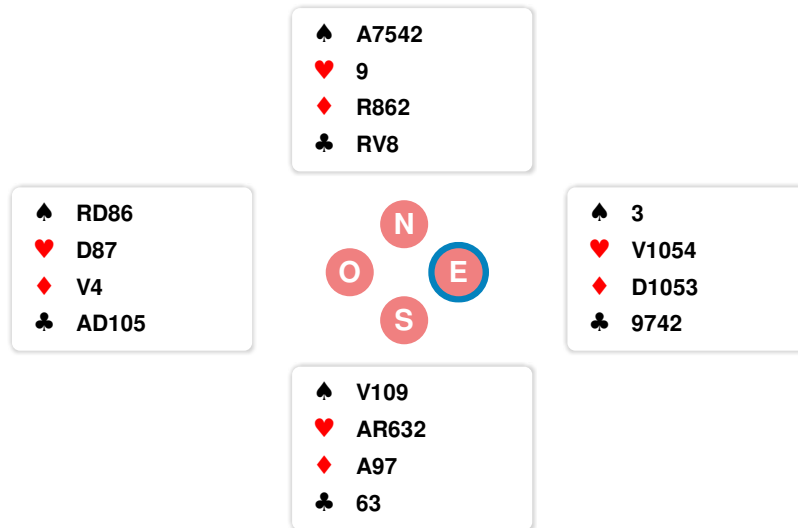 ♠ A7542
♥ 9
♦ R862
♣ RV8
♠ RD86
♥ D87
♦ V4
♣ AD105
N
O
E
S
♠ 3
♥ V1054
♦ D1053
♣ 9742
♠ V109
♥ AR632
♦ A97
♣ 63